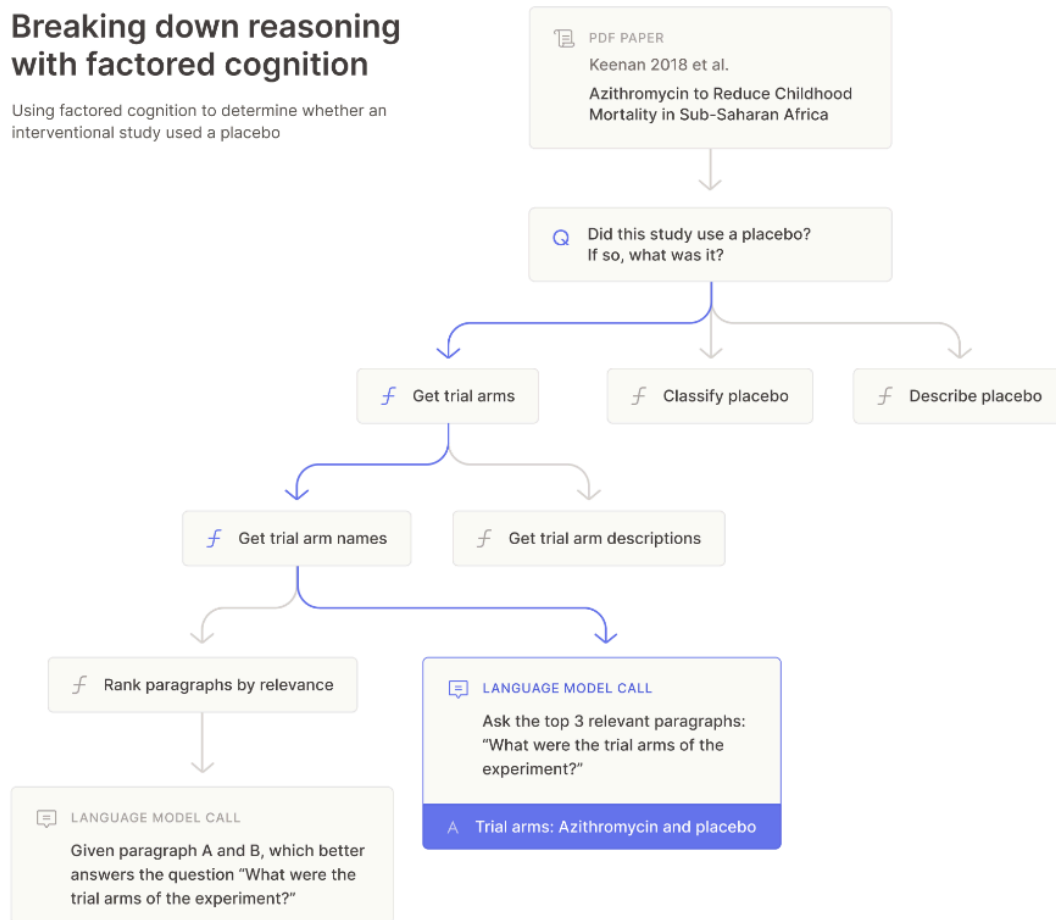 Breaking down reasoning
with factored cognition
Using factored cognition to determine whether an
interventional study used a placebo
PDF PAPER
Keenan 2018 et al.
Azithromycin to Reduce Childhood
Mortality in Sub-Saharan Africa
Q
Did this study use a placebo?
If so, what was it?
ƒ Get trial arms
ƒ Classify placebo
ƒ Describe placebo
ƒ Get trial arm names
ƒ Get trial arm descriptions
ƒ Rank paragraphs by relevance
LANGUAGE MODEL CALL
Ask the top 3 relevant paragraphs:
“What were the trial arms of the
experiment?”
A Trial arms: Azithromycin and placebo
LANGUAGE MODEL CALL
Given paragraph A and B, which better
answers the question “What were the
trial arms of the experiment?”